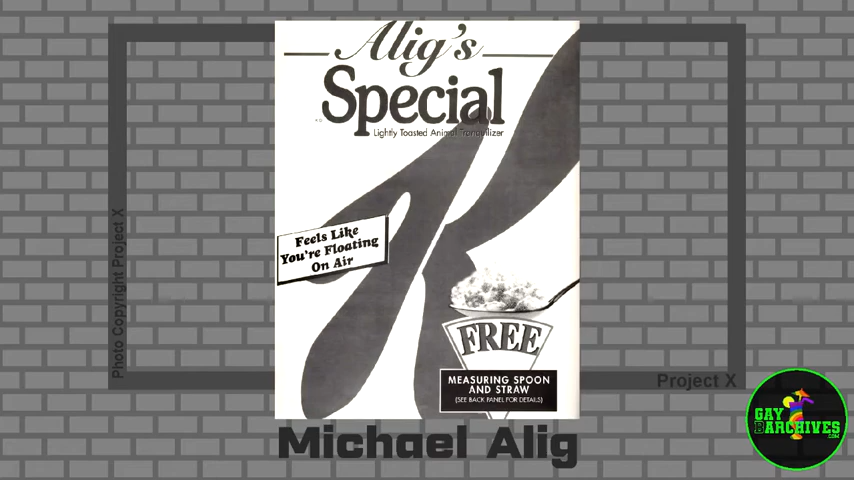 Alig's
Special
K
Lightly Toasted Animal Tranquilizer
Feels Like
You're Floating
On Air
FREE
MEASURING SPOON
AND STRAW
(SEE BACK PANEL FOR DETAILS)
Photo Copyright Project X
Project X
GAY
ARCHIVES
.COM
Michael Alig